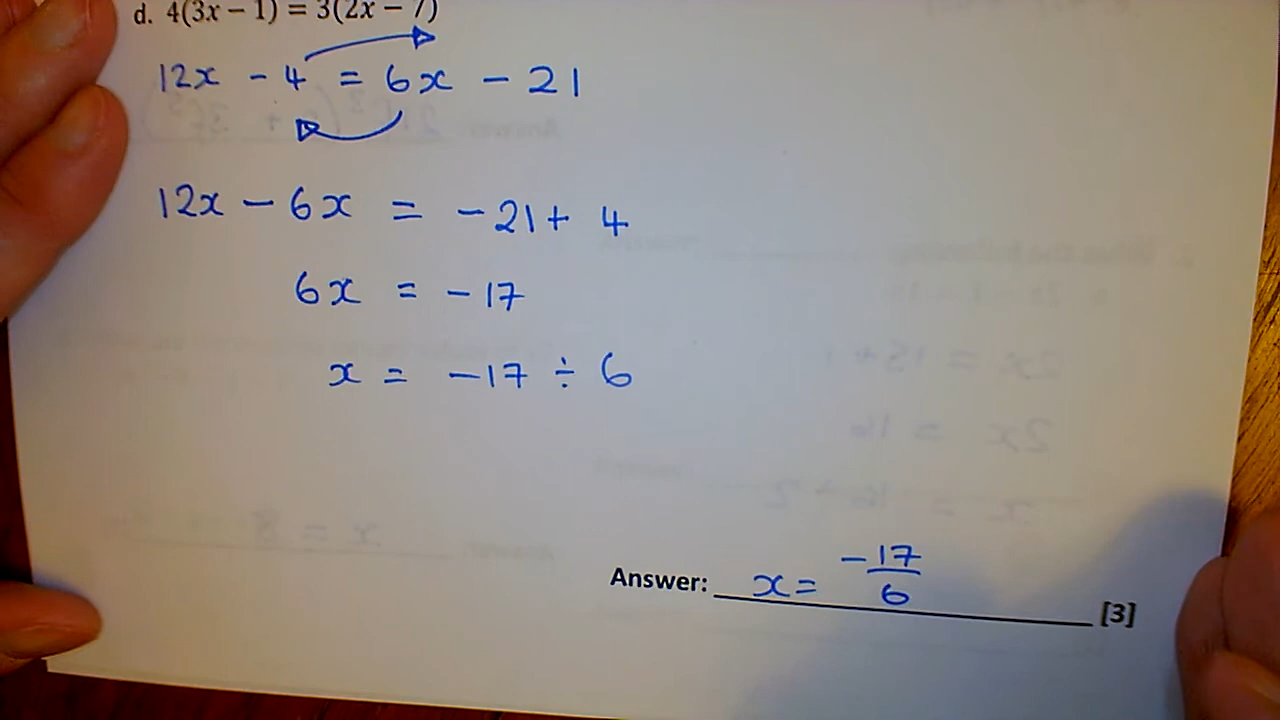 d. 4(3x − 1) = 3(2x − 7)
12x - 4 = 6x - 21
12x - 6x = -21 + 4
6x = -17
x = -17 ÷ 6
Answer: x = -17/6 [3]